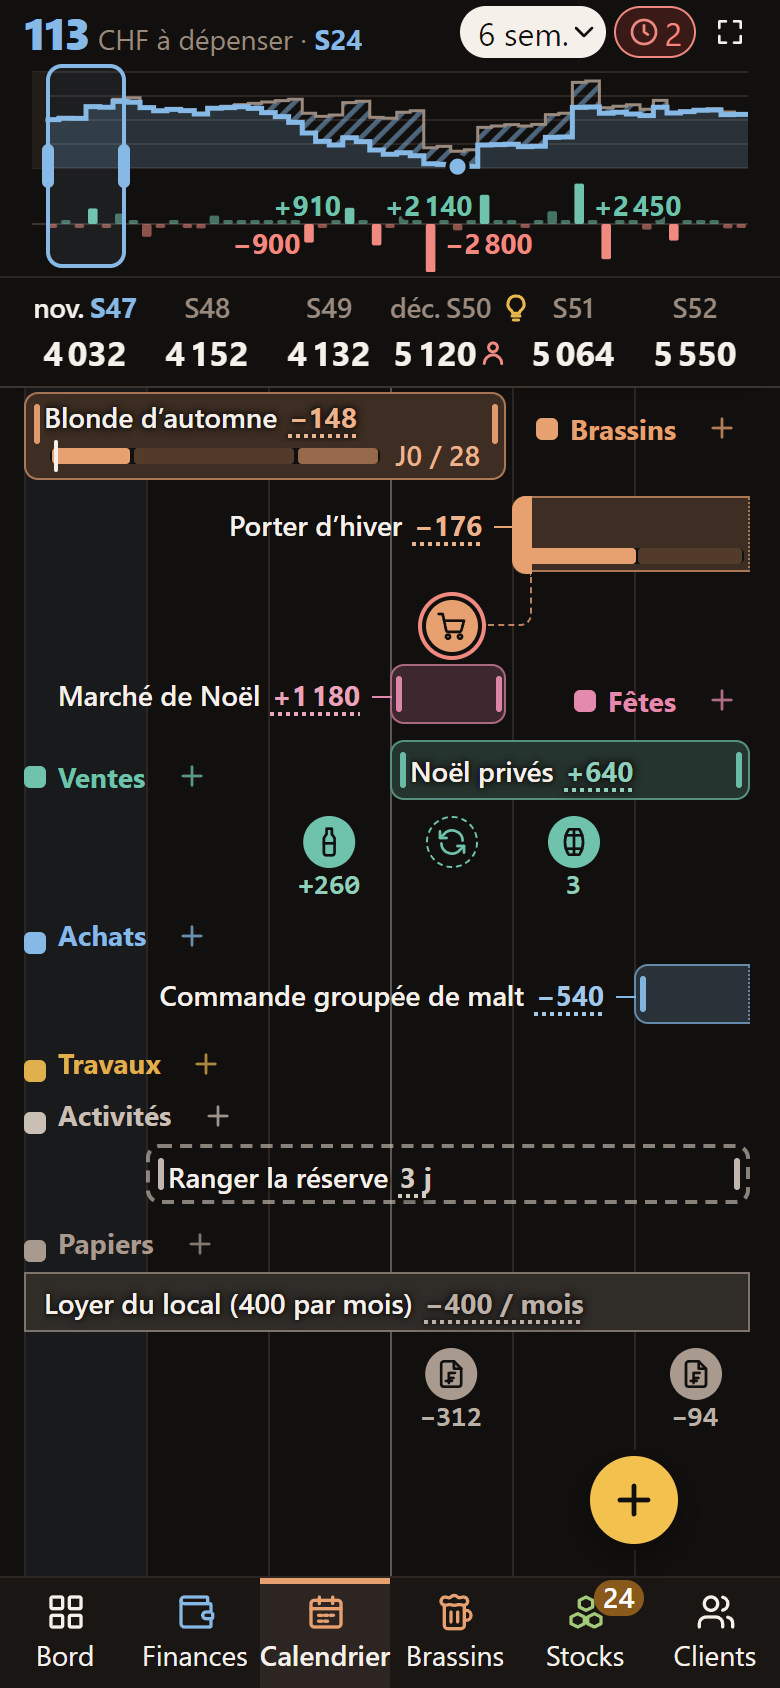 113 CHF à dépenser · S24
6 sem.
2
+910 +2 140 +2 450
−900 −2 800
nov. S47 S48 S49 déc. S50 S51 S52
4 032 4 152 4 132 5 120 5 064 5 550
Blonde d’automne −148
J0 / 28
Brassins +
Porter d’hiver −176
Marché de Noël +1 180
Fêtes +
Ventes +
Noël privés +640
+260
3
Achats +
Commande groupée de malt −540
Travaux +
Activités +
Ranger la réserve 3 j
Papiers +
Loyer du local (400 par mois) −400 / mois
−312
−94
+
24
Bord Finances Calendrier Brassins Stocks Clients